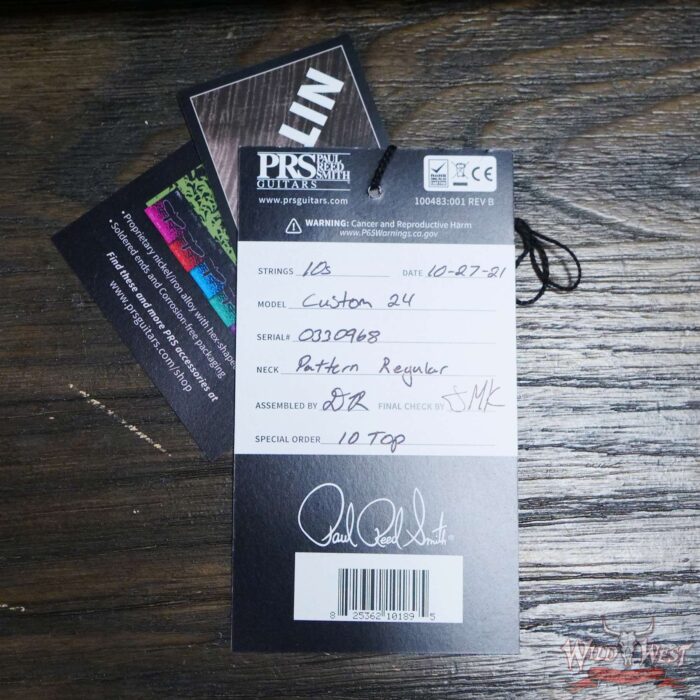 LIN
PRS PAUL REED SMITH
GUITARS
www.prsguitars.com
100483:001 REV B
WARNING: Cancer and Reproductive Harm
www.P65Warnings.ca.gov
STRINGS 10s DATE 10-27-21
MODEL Custom 24
SERIAL# 0330968
NECK Pattern Regular
ASSEMBLED BY DR FINAL CHECK BY JMK
SPECIAL ORDER 10 TOP
Paul Reed Smith
8 25362 10189 5
• Proprietary nickel/iron alloy with hex-shape
• Soldered ends and Corrosion-free packaging
Find these and more PRS accessories at
www.prsguitars.com/shop
WILD WEST